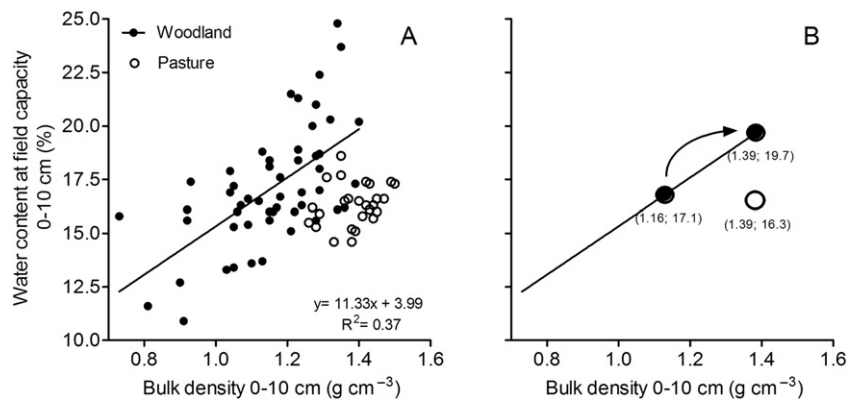 A
B
Woodland
Pasture
Water content at field capacity
0-10 cm (%)
25.0
22.5
20.0
17.5
15.0
12.5
10.0
y= 11.33x + 3.99
R²= 0.37
0.8
1.0
1.2
1.4
1.6
Bulk density 0-10 cm (g cm⁻³)
(1.39; 19.7)
(1.16; 17.1)
(1.39; 16.3)
0.8
1.0
1.2
1.4
1.6
Bulk density 0-10 cm (g cm⁻³)